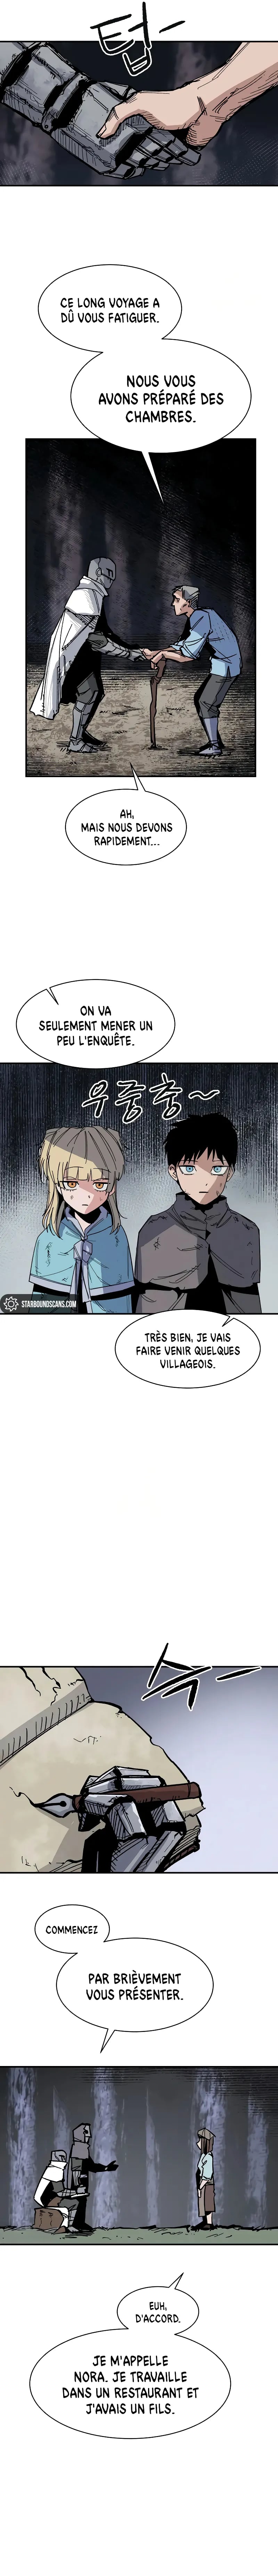 턱-
CE LONG VOYAGE A
DÛ VOUS FATIGUER.
NOUS VOUS
AVONS PRÉPARÉ DES
CHAMBRES.
AH,
MAIS NOUS DEVONS
RAPIDEMENT...
ON VA
SEULEMENT MENER UN
PEU L'ENQUÊTE.
우중충~
STARBOUNDSCANS.COM
TRÈS BIEN, JE VAIS
FAIRE VENIR QUELQUES
VILLAGEOIS.
슥-
COMMENCEZ
PAR BRIÈVEMENT
VOUS PRÉSENTER.
EUH,
D'ACCORD.
JE M'APPELLE
NORA. JE TRAVAILLE
DANS UN RESTAURANT ET
J'AVAIS UN FILS.